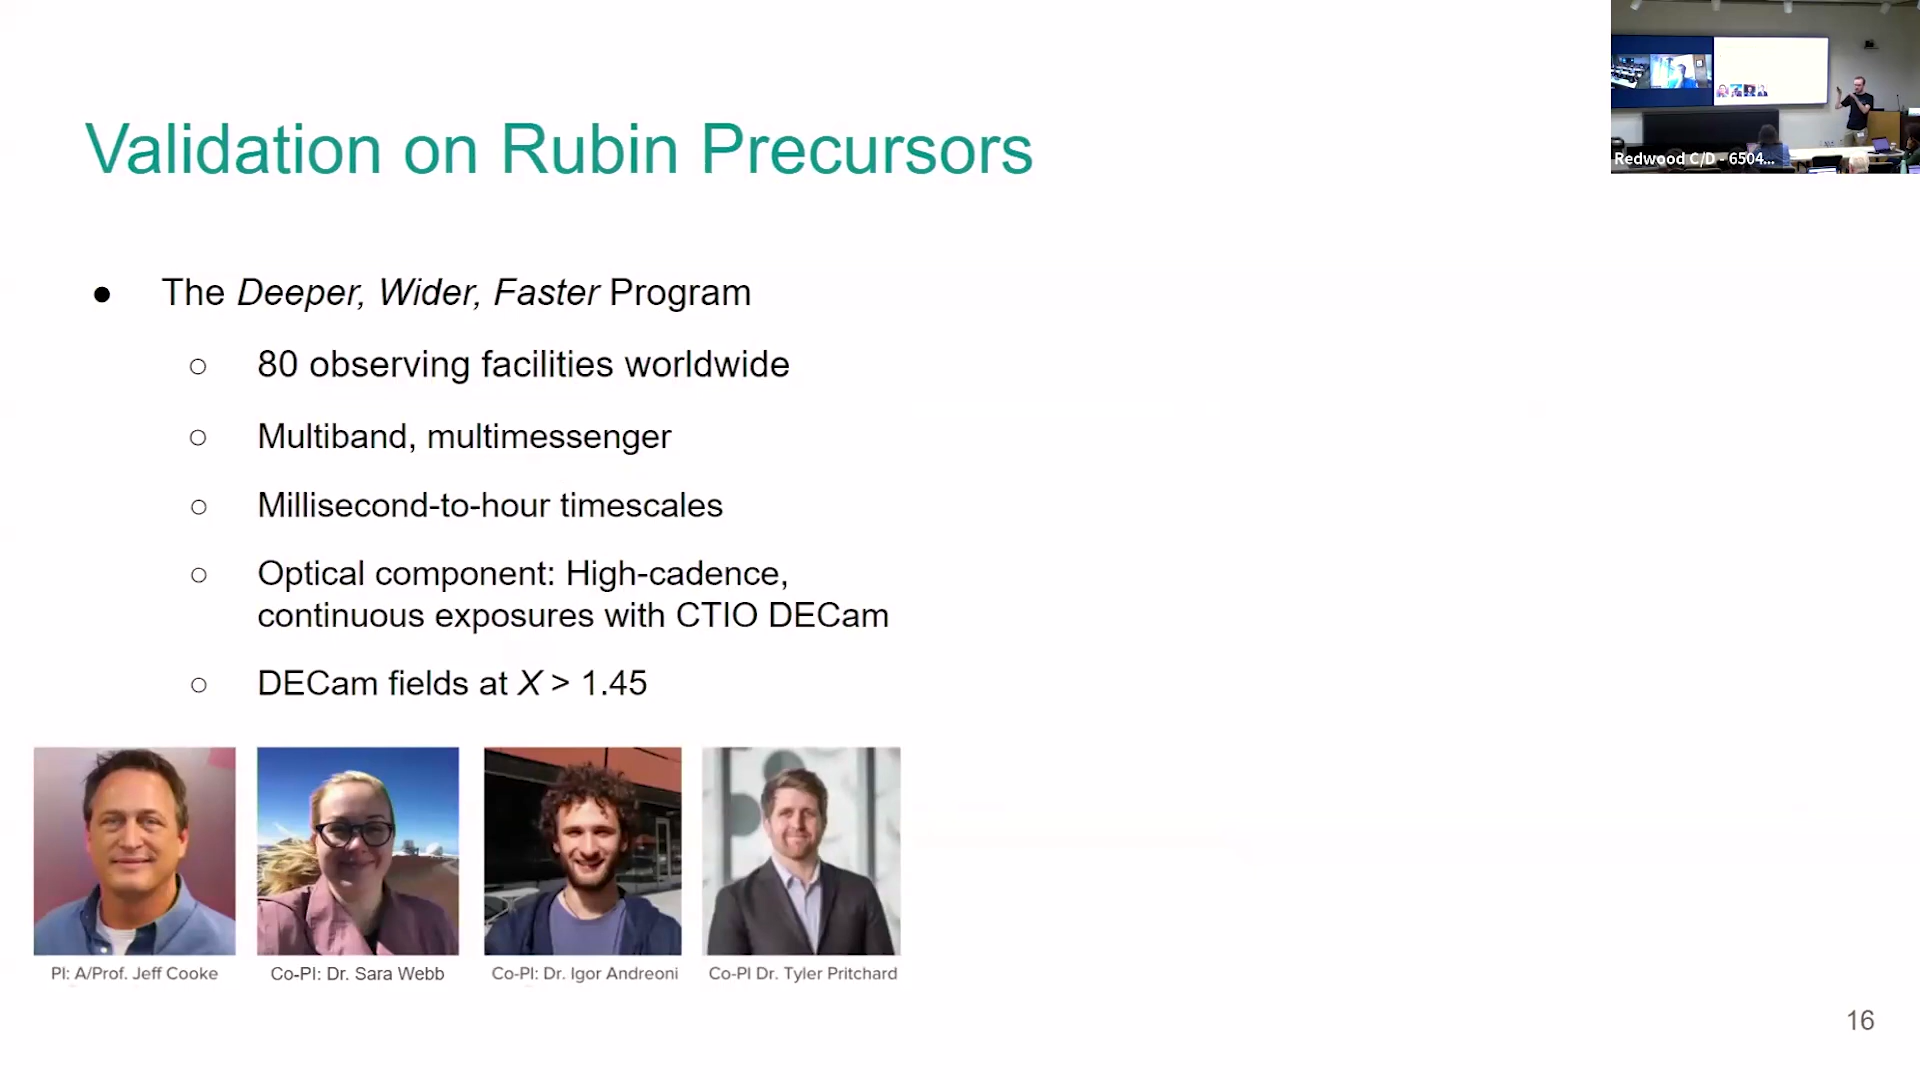 Validation on Rubin Precursors
● The Deeper, Wider, Faster Program
○ 80 observing facilities worldwide
○ Multiband, multimessenger
○ Millisecond-to-hour timescales
○ Optical component: High-cadence,
continuous exposures with CTIO DECam
○ DECam fields at X > 1.45
PI: A/Prof. Jeff Cooke
Co-PI: Dr. Sara Webb
Co-PI: Dr. Igor Andreoni
Co-PI Dr. Tyler Pritchard
16
Redwood C/D - 6504...